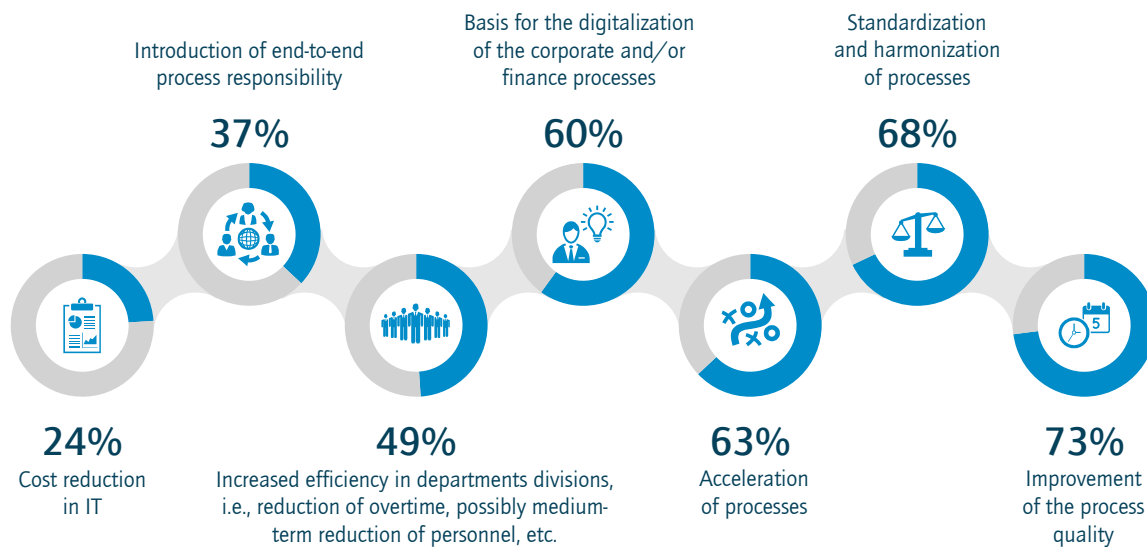 Introduction of end-to-end
process responsibility
37%
Basis for the digitalization
of the corporate and/or
finance processes
60%
Standardization
and harmonization
of processes
68%
5
24%
Cost reduction
in IT
49%
Increased efficiency in departments divisions,
i.e., reduction of overtime, possibly medium-
term reduction of personnel, etc.
63%
Acceleration
of processes
73%
Improvement
of the process
quality